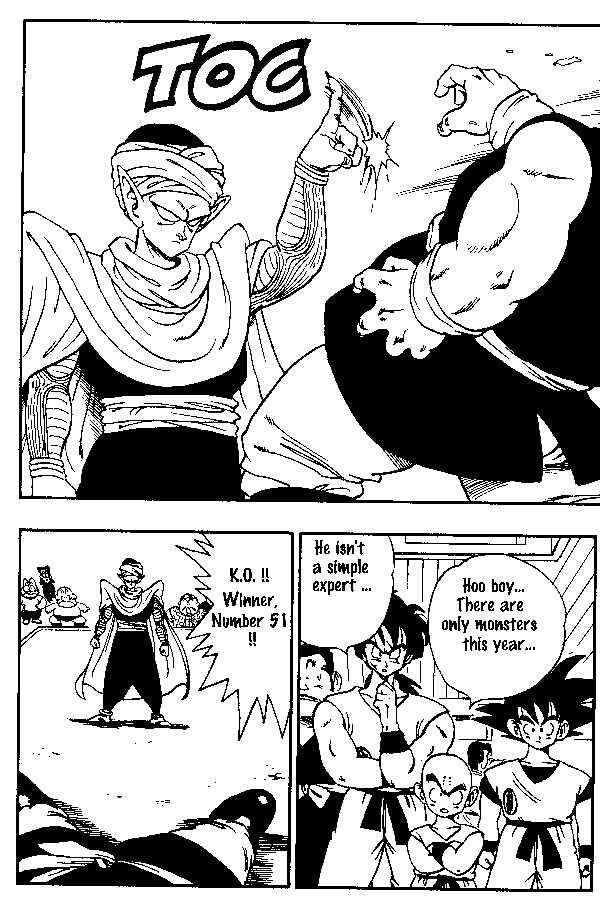 TOC
K.O. !!
Winner,
Number 51
!!
He isn't
a simple
expert ...
Hoo boy...
There are
only monsters
this year...